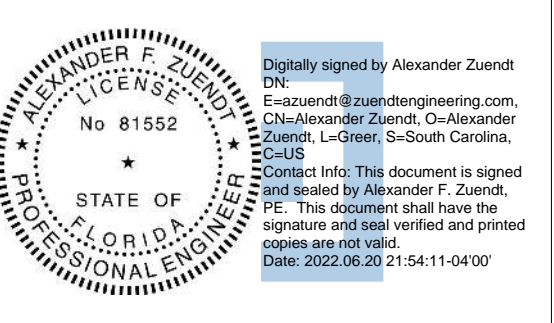 ALEXANDER F. ZUENDT
LICENSE
No 81552
★
STATE OF
FLORIDA
★ PROFESSIONAL ENGINEER ★
Digitally signed by Alexander Zuendt
DN:
E=azuendt@zuendtengineering.com,
CN=Alexander Zuendt, O=Alexander
Zuendt, L=Greer, S=South Carolina,
C=US
Contact Info: This document is signed
and sealed by Alexander F. Zuendt,
PE.  This document shall have the
signature and seal verified and printed
copies are not valid.
Date: 2022.06.20 21:54:11-04'00'